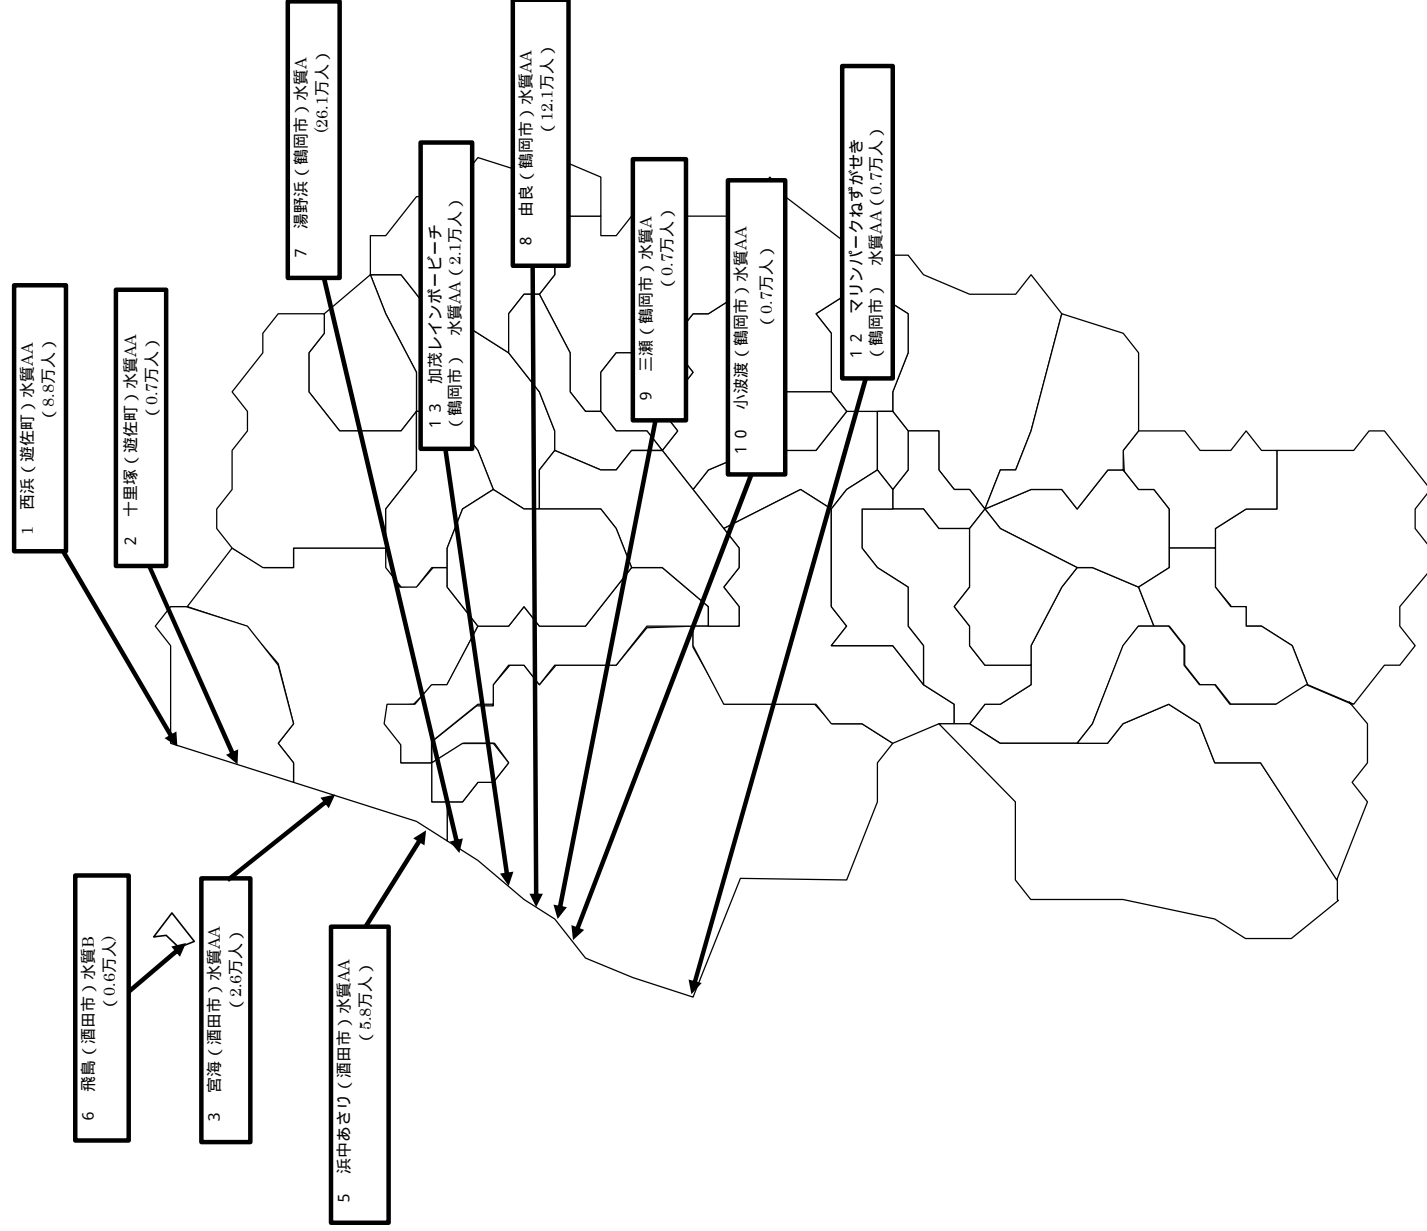 1　西浜（遊佐町）水質AA
（8.8万人）
2　十里塚（遊佐町）水質AA
（0.7万人）
3　宮海（酒田市）水質AA
（2.6万人）
5　浜中あさり（酒田市）水質AA
（5.8万人）
6　飛島（酒田市）水質B
（0.6万人）
7　湯野浜（鶴岡市）水質A
（26.1万人）
13　加茂レインボービーチ
（鶴岡市）　水質AA（2.1万人）
8　由良（鶴岡市）水質AA
（12.1万人）
9　三瀬（鶴岡市）水質A
（0.7万人）
10　小波渡（鶴岡市）水質AA
（0.7万人）
12　マリンパークねずがせき
（鶴岡市）　水質AA（0.7万人）